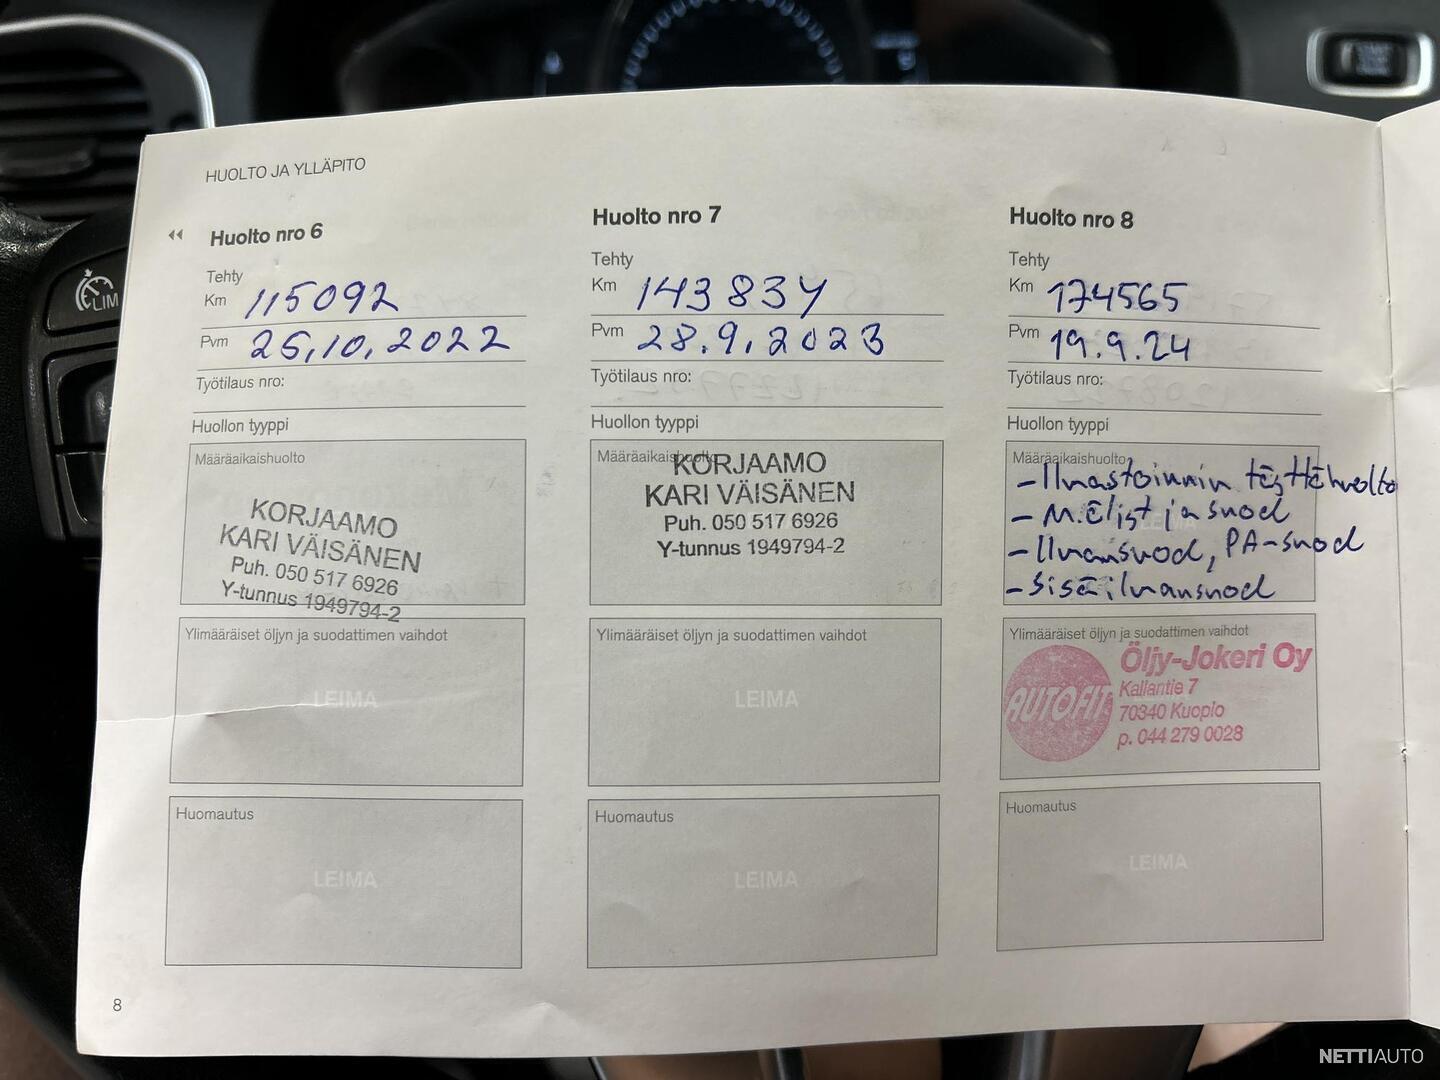 HUOLTO JA YLLÄPITO
Huolto nro 6
Tehty
Km 115092
Pvm 26.10.2022
Työtilaus nro:
Huollon tyyppi
Määräaikaishuolto
KORJAAMO
KARI VÄISÄNEN
Puh. 050 517 6926
Y-tunnus 1949794-2
Ylimääräiset öljyn ja suodattimen vaihdot
LEIMA
Huomautus
LEIMA
Huolto nro 7
Tehty
Km 143834
Pvm 28.9.2023
Työtilaus nro:
Huollon tyyppi
Määräaikaishuolto
KORJAAMO
KARI VÄISÄNEN
Puh. 050 517 6926
Y-tunnus 1949794-2
Ylimääräiset öljyn ja suodattimen vaihdot
LEIMA
Huomautus
LEIMA
Huolto nro 8
Tehty
Km 174565
Pvm 19.9.24
Työtilaus nro:
Huollon tyyppi
Määräaikaishuolto
- Ilmastoinnin täyttöhuolto
- M.öljyt ja suod
- Ilmansuod, PA-suod
- Sisäilmansuod
Ylimääräiset öljyn ja suodattimen vaihdot
AUTOFIT
Öljy-Jokeri Oy
Kallantie 7
70340 Kuopio
p. 044 279 0028
Huomautus
LEIMA
8
LIM
NETTIAUTO